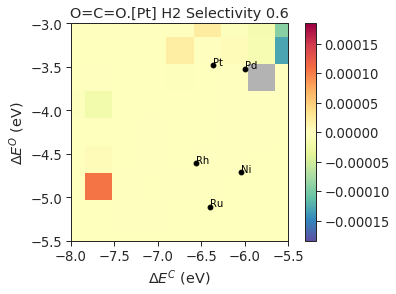 O=C=O.[Pt] H2 Selectivity 0.6
−3.0
−3.5
−4.0
−4.5
−5.0
−5.5
ΔE^O (eV)
Pt
Pd
Rh
Ni
Ru
−8.0 −7.5 −7.0 −6.5 −6.0 −5.5
ΔE^C (eV)
0.00015
0.00010
0.00005
0.00000
−0.00005
−0.00010
−0.00015